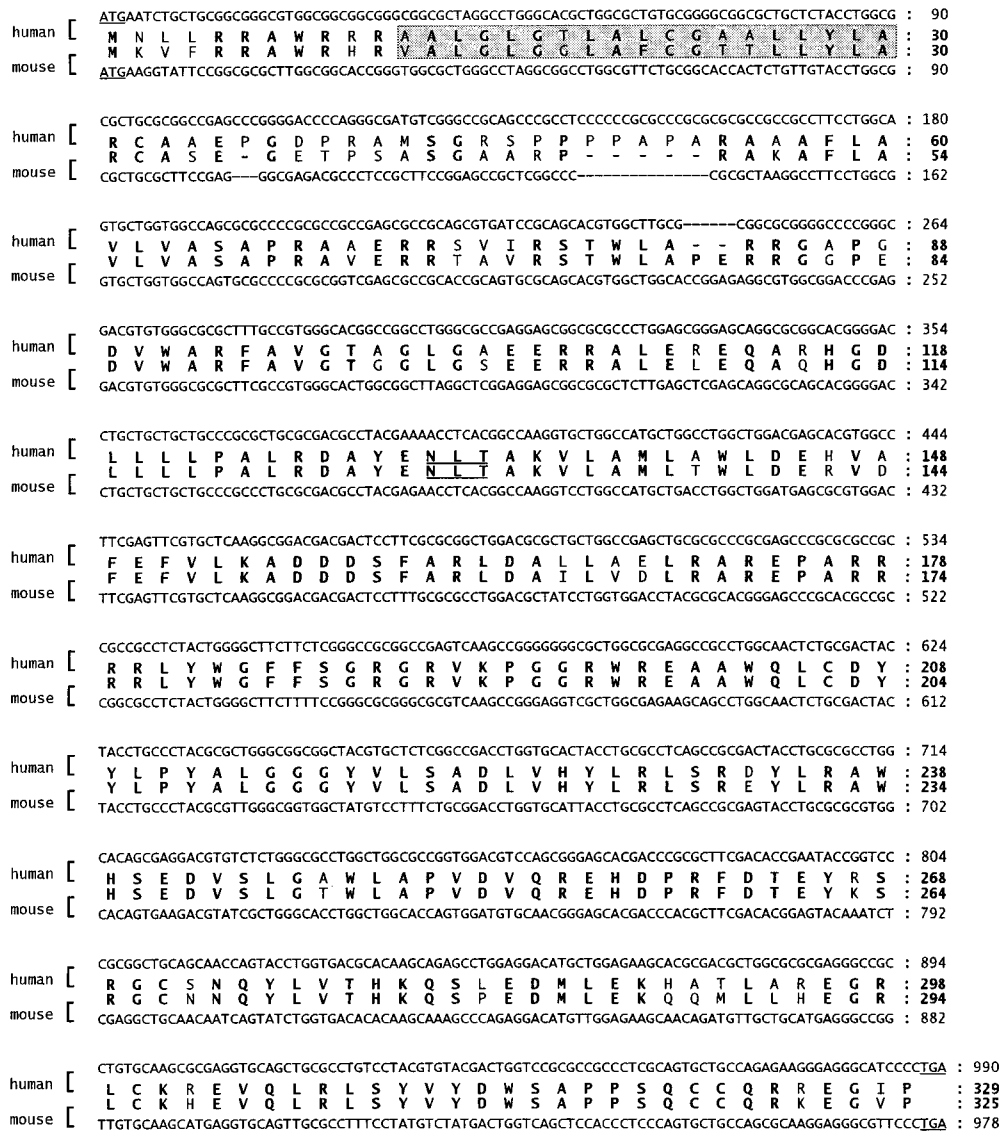 ATGAATCTGCTGCGGCGGGCGTGGCGGCGGCGGGCGGCGCTAGGCCTGGGCACGCTGGCGCTGTGCGGGGCGGCGCTGCTCTACCTGGCG : 90
human [ M N L L R R A W R R R A A L G L G T L A L C G A A L L Y L A : 30
mouse [ M K V F R R A W R H R V A L G L G G L A F C G T T L L Y L A : 30
ATGAAGGTATTCCGGCGCGCTTGGCGGCACCGGGTGGCGCTGGGCCTAGGCGGCCTGGCGTTCTGCGGCACCACTCTGTTGTACCTGGCG : 90
CGCTGCGCGGCCGAGCCCGGGGACCCCAGGGCGATGTCGGGCCGCAGCCCGCCTCCCCCCGCGCCCGCGCGCGCCGCCGCCTTCCTGGCA : 180
human [ R C A A E P G D P R A M S G R S P P P P A P A R A A A F L A : 60
mouse [ R C A S E - G E T P S A S G A A R P - - - - - R A K A F L A : 54
CGCTGCGCTTCCGAG---GGCGAGACGCCCTCCGCTTCCGGAGCCGCTCGGCCC---------------CGCGCTAAGGCCTTCCTGGCG : 162
GTGCTGGTGGCCAGCGCGCCCCGCGCCGCCGAGCGCCGCAGCGTGATCCGCAGCACGTGGCTTGCG------CGGCGCGGGGCCCCGGGC : 264
human [ V L V A S A P R A A E R R S V I R S T W L A - - R R G A P G : 88
mouse [ V L V A S A P R A V E R R T A V R S T W L A P E R R G G P E : 84
GTGCTGGTGGCCAGTGCGCCCCGCGCGGTCGAGCGCCGCACCGCAGTGCGCAGCACGTGGCTGGCACCGGAGAGGCGTGGCGGACCCGAG : 252
GACGTGTGGGCGCGCTTTGCCGTGGGCACGGCCGGCCTGGGCGCCGAGGAGCGGCGCGCCCTGGAGCGGGAGCAGGCGCGGCACGGGGAC : 354
human [ D V W A R F A V G T A G L G A E E R R A L E R E Q A R H G D : 118
mouse [ D V W A R F A V G T G G L G S E E R R A L E L E Q A Q H G D : 114
GACGTGTGGGCGCGCTTCGCCGTGGGCACTGGCGGCTTAGGCTCGGAGGAGCGGCGCGCTCTTGAGCTCGAGCAGGCGCAGCACGGGGAC : 342
CTGCTGCTGCTGCCCGCGCTGCGCGACGCCTACGAAAACCTCACGGCCAAGGTGCTGGCCATGCTGGCCTGGCTGGACGAGCACGTGGCC : 444
human [ L L L L P A L R D A Y E N L T A K V L A M L A W L D E H V A : 148
mouse [ L L L L P A L R D A Y E N L T A K V L A M L T W L D E R V D : 144
CTGCTGCTGCTGCCCGCCCTGCGCGACGCCTACGAGAACCTCACGGCCAAGGTCCTGGCCATGCTGACCTGGCTGGATGAGCGCGTGGAC : 432
TTCGAGTTCGTGCTCAAGGCGGACGACGACTCCTTCGCGCGGCTGGACGCGCTGCTGGCCGAGCTGCGCGCCCGCGAGCCCGCGCGCCGC : 534
human [ F E F V L K A D D D S F A R L D A L L A E L R A R E P A R R : 178
mouse [ F E F V L K A D D D S F A R L D A I L V D L R A R E P A R R : 174
TTCGAGTTCGTGCTCAAGGCGGACGACGACTCCTTTGCGCGCCTGGACGCTATCCTGGTGGACCTACGCGCACGGGAGCCCGCACGCCGC : 522
CGCCGCCTCTACTGGGGCTTCTTCTCGGGCCGCGGCCGAGTCAAGCCGGGGGGGCGCTGGCGCGAGGCCGCCTGGCAACTCTGCGACTAC : 624
human [ R R L Y W G F F S G R G R V K P G G R W R E A A W Q L C D Y : 208
mouse [ R R L Y W G F F S G R G R V K P G G R W R E A A W Q L C D Y : 204
CGGCGCCTCTACTGGGGCTTCTTTTCCGGGCGCGGGCGCGTCAAGCCGGGAGGTCGCTGGCGAGAAGCAGCCTGGCAACTCTGCGACTAC : 612
TACCTGCCCTACGCGCTGGGCGGCGGCTACGTGCTCTCGGCCGACCTGGTGCACTACCTGCGCCTCAGCCGCGACTACCTGCGCGCCTGG : 714
human [ Y L P Y A L G G G Y V L S A D L V H Y L R L S R D Y L R A W : 238
mouse [ Y L P Y A L G G G Y V L S A D L V H Y L R L S R E Y L R A W : 234
TACCTGCCCTACGCGTTGGGCGGTGGCTATGTCCTTTCTGCGGACCTGGTGCATTACCTGCGCCTCAGCCGCGAGTACCTGCGCGCGTGG : 702
CACAGCGAGGACGTGTCTCTGGGCGCCTGGCTGGCGCCGGTGGACGTCCAGCGGGAGCACGACCCGCGCTTCGACACCGAATACCGGTCC : 804
human [ H S E D V S L G A W L A P V D V Q R E H D P R F D T E Y R S : 268
mouse [ H S E D V S L G T W L A P V D V Q R E H D P R F D T E Y K S : 264
CACAGTGAAGACGTATCGCTGGGCACCTGGCTGGCACCAGTGGATGTGCAACGGGAGCACGACCCACGCTTCGACACGGAGTACAAATCT : 792
CGCGGCTGCAGCAACCAGTACCTGGTGACGCACAAGCAGAGCCTGGAGGACATGCTGGAGAAGCACGCGACGCTGGCGCGCGAGGGCCGC : 894
human [ R G C S N Q Y L V T H K Q S L E D M L E K H A T L A R E G R : 298
mouse [ R G C N N Q Y L V T H K Q S P E D M L E K Q Q M L L H E G R : 294
CGAGGCTGCAACAATCAGTATCTGGTGACACACAAGCAAAGCCCAGAGGACATGTTGGAGAAGCAACAGATGTTGCTGCATGAGGGCCGG : 882
CTGTGCAAGCGCGAGGTGCAGCTGCGCCTGTCCTACGTGTACGACTGGTCCGCGCCGCCCTCGCAGTGCTGCCAGAGAAGGGAGGGCATCCCCTGA : 990
human [ L C K R E V Q L R L S Y V Y D W S A P P S Q C C Q R R E G I P : 329
mouse [ L C K H E V Q L R L S Y V Y D W S A P P S Q C C Q R K E G V P : 325
TTGTGCAAGCATGAGGTGCAGTTGCGCCTTTCCTATGTCTATGACTGGTCAGCTCCACCCTCCCAGTGCTGCCAGCGCAAGGAGGGCGTTCCCTGA : 978